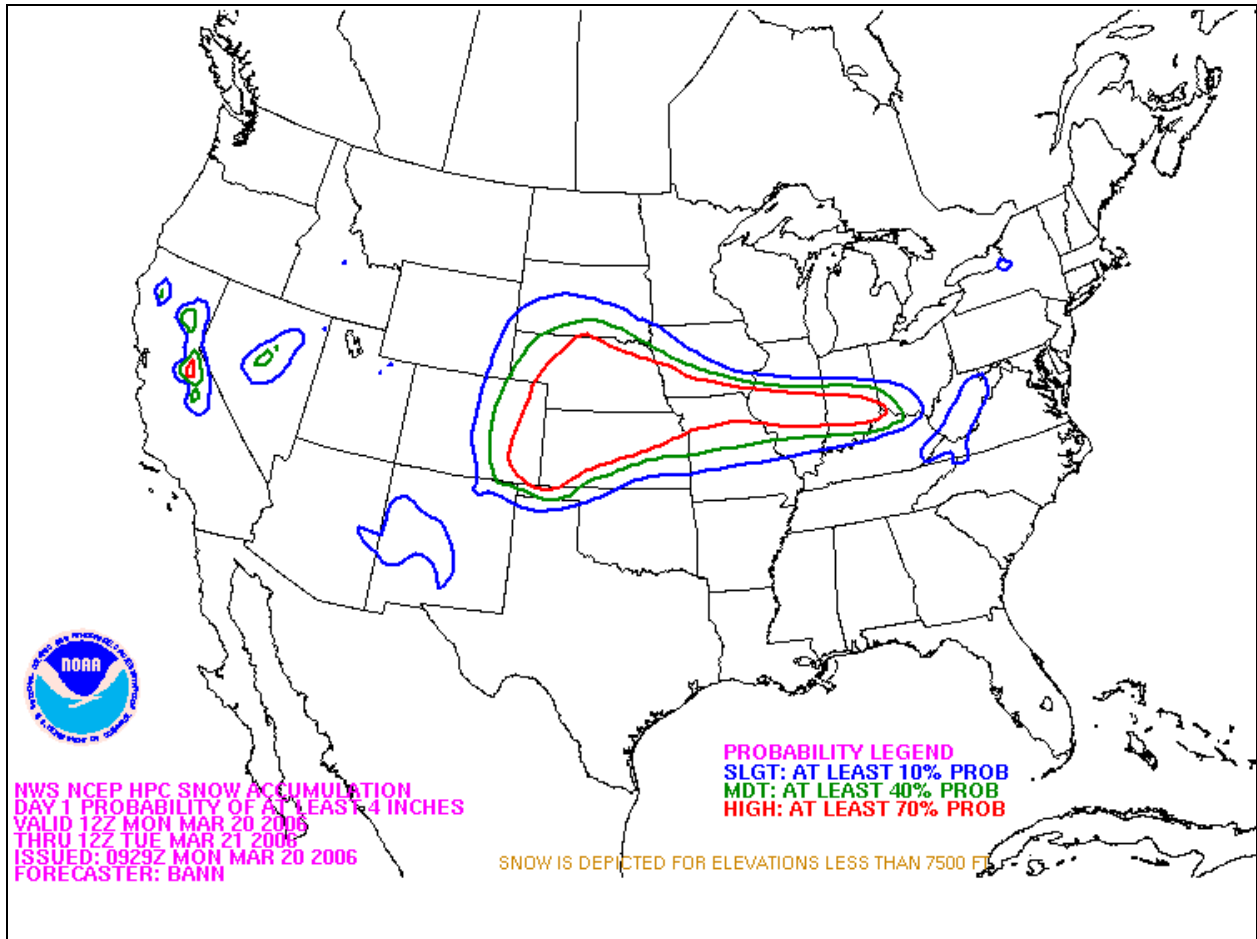 NOAA
PROBABILITY LEGEND
SLGT: AT LEAST 10% PROB
MDT: AT LEAST 40% PROB
HIGH: AT LEAST 70% PROB
NWS NCEP HPC SNOW ACCUMULATION
DAY 1 PROBABILITY OF AT LEAST 4 INCHES
VALID 12Z MON MAR 20 2006
THRU 12Z TUE MAR 21 2006
ISSUED: 0929Z MON MAR 20 2006
FORECASTER: BANN
SNOW IS DEPICTED FOR ELEVATIONS LESS THAN 7500 FT